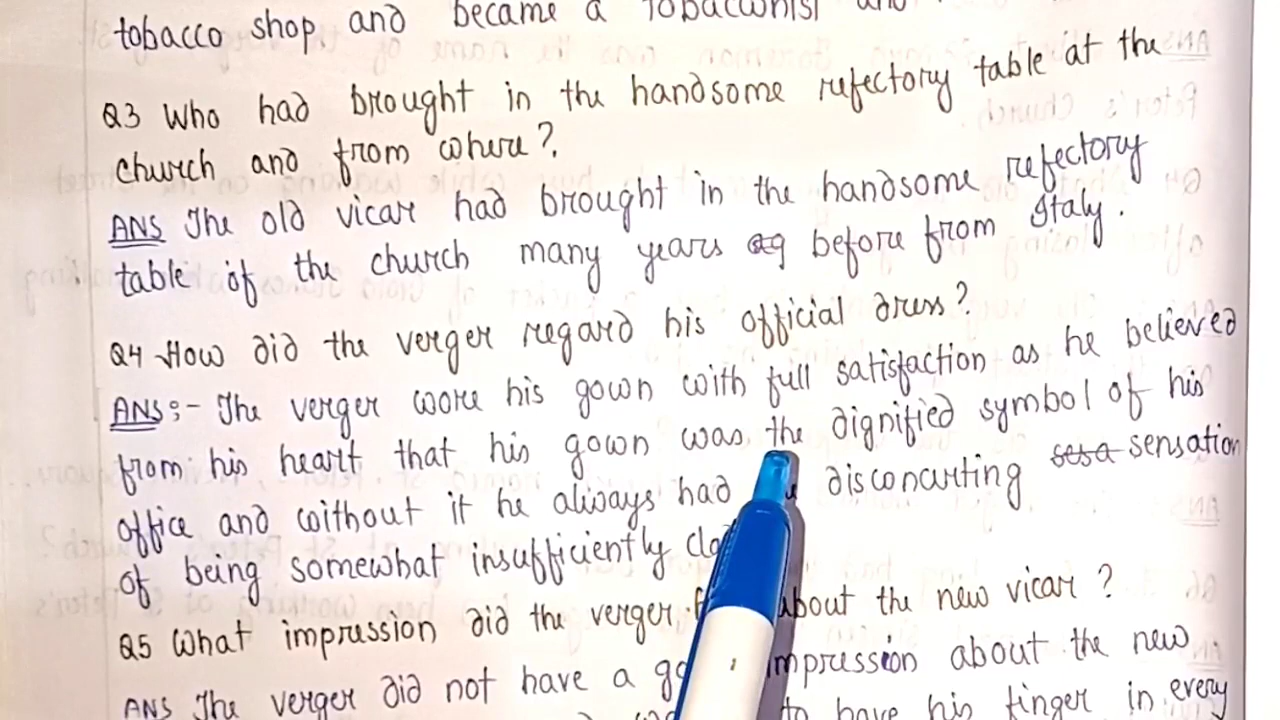 tobacco shop and became a tobacconist
Q3 Who had brought in the handsome refectory table at the
church and from where?
ANS The old vicar had brought in the handsome refectory
table of the church many years before from Italy.
Q4 How did the verger regard his official dress?
ANS:- The verger wore his gown with full satisfaction as he believed
from his heart that his gown was the dignified symbol of his
office and without it he always had disconcurting sensation
of being somewhat insufficiently
Q5 What impression did the verger about the new vicar?
ANS The verger did not have a impression about the new
to have his finger in every